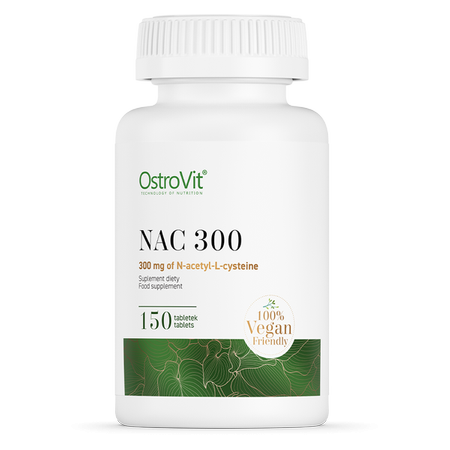 OstroVit®
TECHNOLOGY OF NUTRITION
NAC 300
300 mg of N-acetyl-L-cysteine
Suplement diety
Food supplement
150 tabletek
tablets
100%
Vegan
Friendly